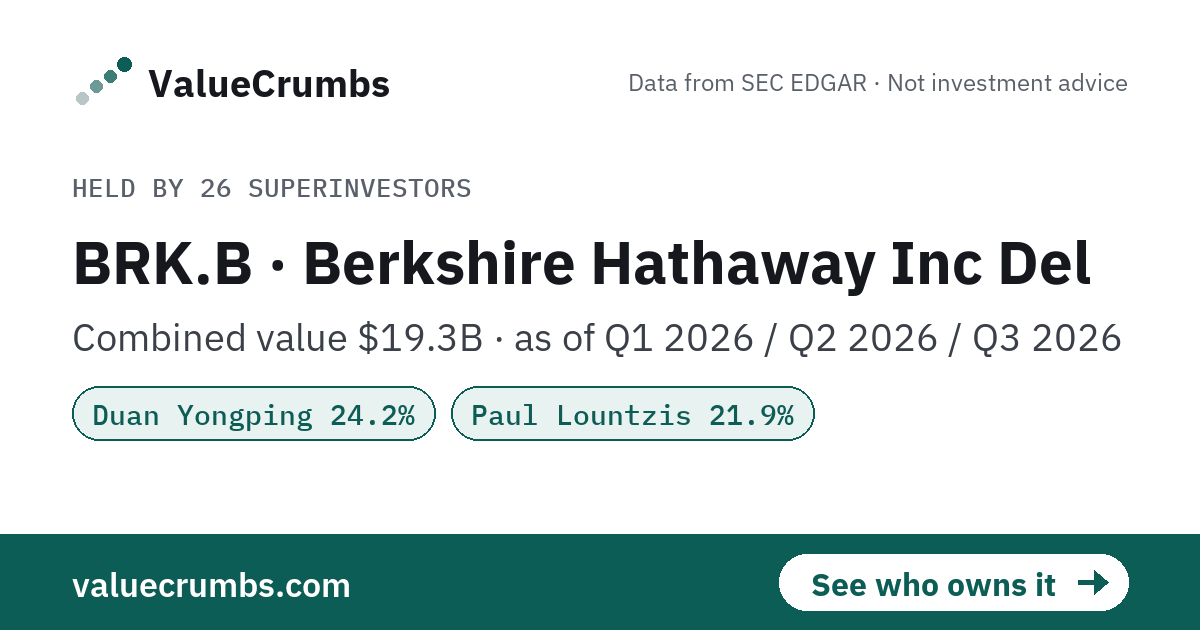 ValueCrumbs
Data from SEC EDGAR · Not investment advice
HELD BY 26 SUPERINVESTORS
BRK.B · Berkshire Hathaway Inc Del
Combined value $19.3B · as of Q1 2026 / Q2 2026 / Q3 2026
Duan Yongping 24.2%
Paul Lountzis 21.9%
valuecrumbs.com
See who owns it →